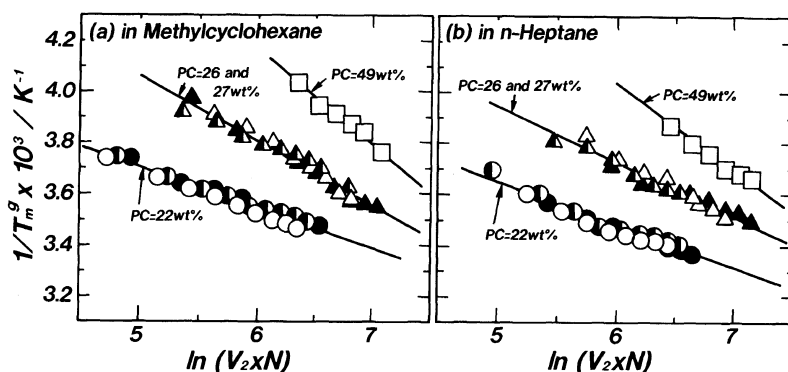 (a) in Methylcyclohexane
(b) in n-Heptane
4.2
4.0
3.8
3.6
3.4
3.2
3.1
1/Tₘᵍ x 10³ / K⁻¹
PC=26 and
27wt%
PC=49wt%
PC=22wt%
PC=26 and 27wt%
PC=49wt%
PC=22wt%
5 6 7
5 6 7
ln (V₂xN)
ln (V₂xN)